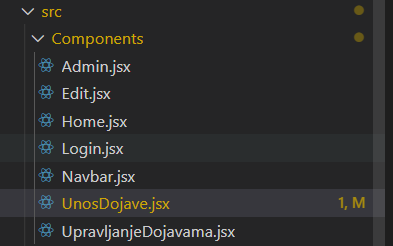 src
Components
Admin.jsx
Edit.jsx
Home.jsx
Login.jsx
Navbar.jsx
UnosDojave.jsx 1, M
UpravljanjeDojavama.jsx